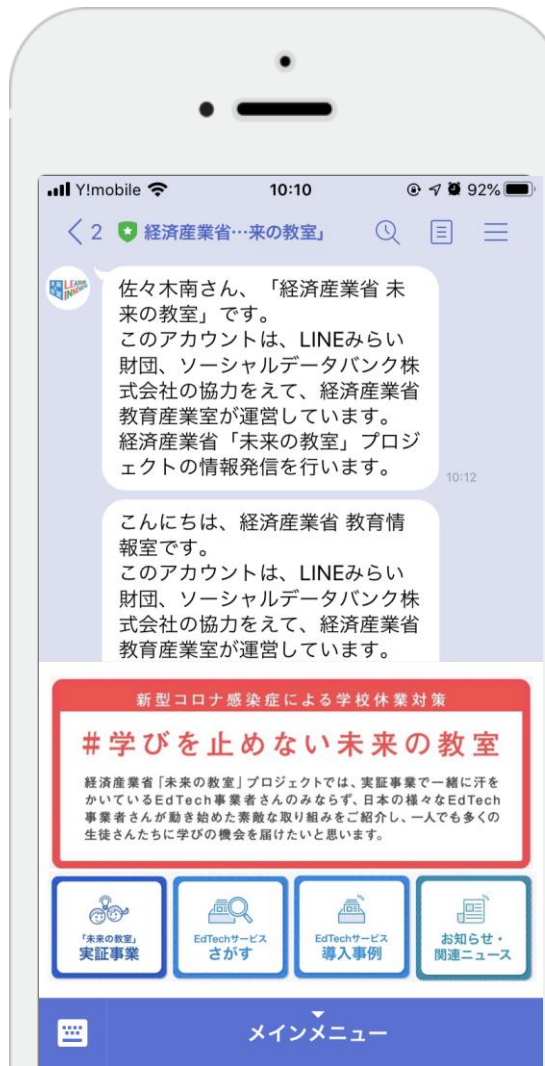 Y!mobile 10:10 92%
2 経済産業省…来の教室」
LEARN
INNOVATE
佐々木南さん、「経済産業省 未
来の教室」です。
このアカウントは、LINEみらい
財団、ソーシャルデータバンク株
式会社の協力をえて、経済産業省
教育産業室が運営しています。
経済産業省「未来の教室」プロジ
ェクトの情報発信を行います。
10:12
こんにちは、経済産業省 教育情
報室です。
このアカウントは、LINEみらい
財団、ソーシャルデータバンク株
式会社の協力をえて、経済産業省
教育産業室が運営しています。
新型コロナ感染症による学校休業対策
#学びを止めない未来の教室
経済産業省「未来の教室」プロジェクトでは、実証事業で一緒に汗を
かいているEdTech事業者さんのみならず、日本の様々なEdTech
事業者さんが動き始めた素敵な取り組みをご紹介し、一人でも多くの
生徒さんたちに学びの機会を届けたいと思います。
「未来の教室」
実証事業
EdTechサービス
さがす
EdTechサービス
導入事例
お知らせ・
関連ニュース
メインメニュー